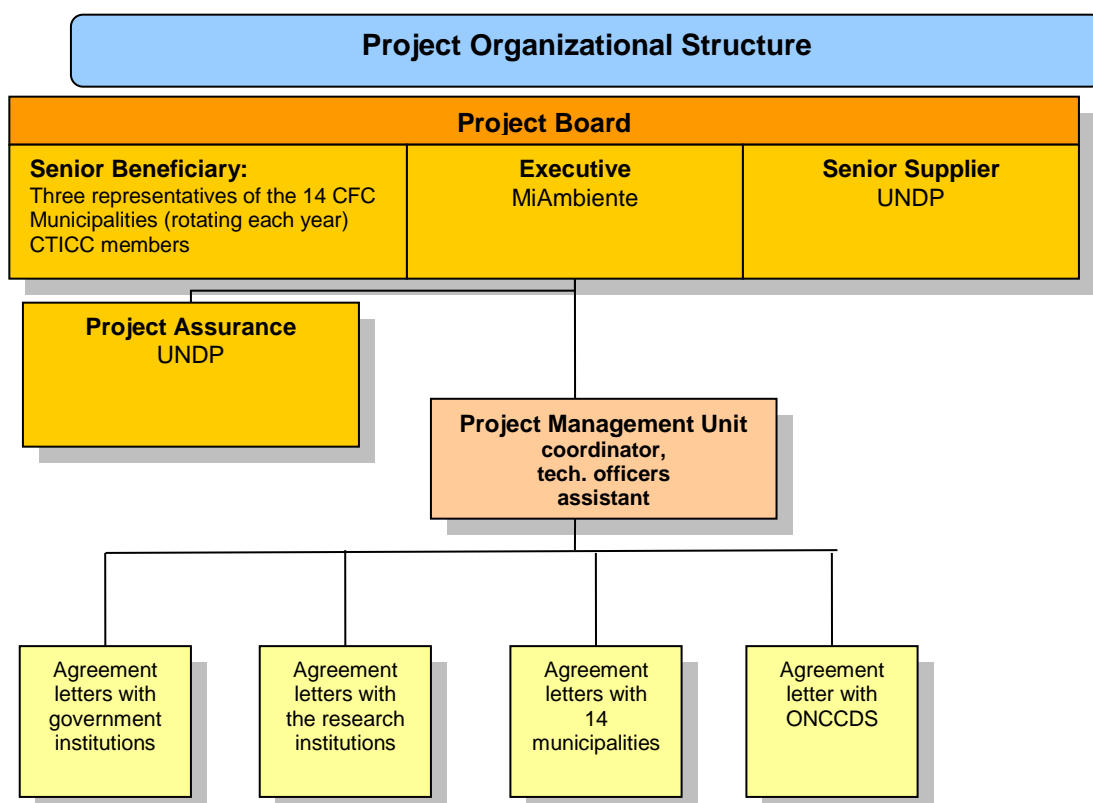 Project Organizational Structure
Project Board
Senior Beneficiary:
Three representatives of the 14 CFC
Municipalities (rotating each year)
CTICC members
Executive
MiAmbiente
Senior Supplier
UNDP
Project Assurance
UNDP
Project Management Unit
coordinator,
tech. officers
assistant
Agreement
letters with
government
institutions
Agreement
letters with
the research
institutions
Agreement
letters with
14
municipalities
Agreement
letter with
ONCCDS